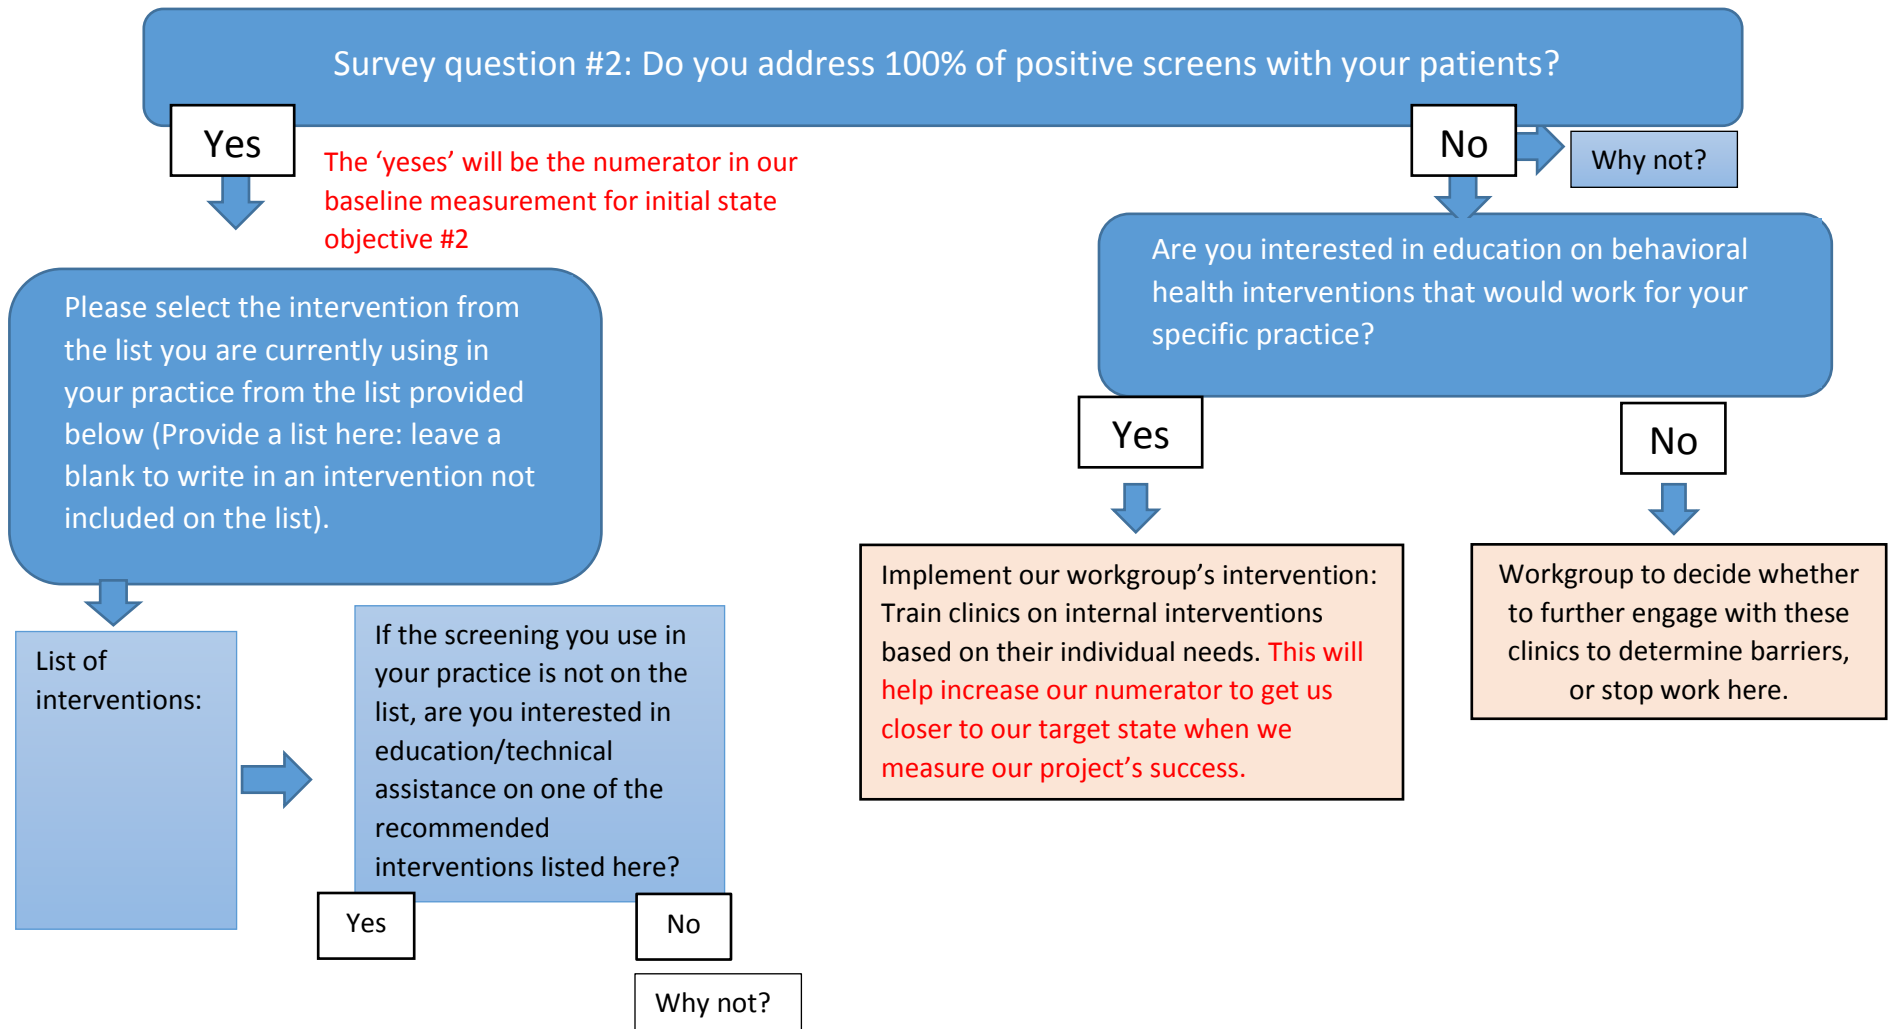 Survey question #2: Do you address 100% of positive screens with your patients?
Yes
The ‘yeses’ will be the numerator in our
baseline measurement for initial state
objective #2
No
Why not?
Please select the intervention from
the list you are currently using in
your practice from the list provided
below (Provide a list here: leave a
blank to write in an intervention not
included on the list).
Are you interested in education on behavioral
health interventions that would work for your
specific practice?
Yes
No
List of
interventions:
If the screening you use in
your practice is not on the
list, are you interested in
education/technical
assistance on one of the
recommended
interventions listed here?
Yes
No
Why not?
Implement our workgroup’s intervention:
Train clinics on internal interventions
based on their individual needs. This will
help increase our numerator to get us
closer to our target state when we
measure our project’s success.
Workgroup to decide whether
to further engage with these
clinics to determine barriers,
or stop work here.